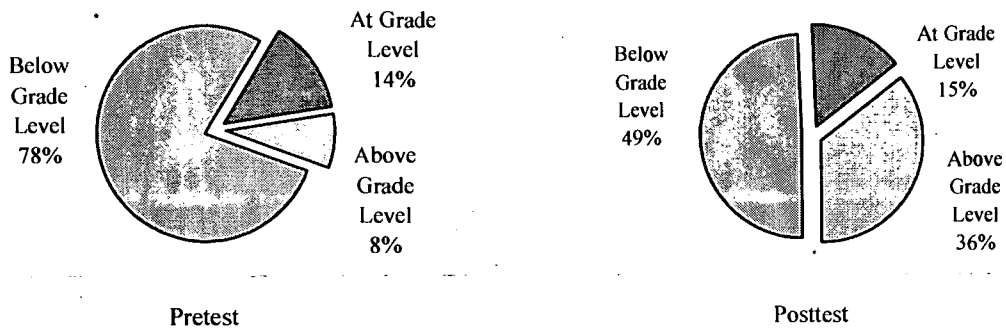 Below
Grade
Level
78%
At Grade
Level
14%
Above
Grade
Level
8%
Pretest
Below
Grade
Level
49%
At Grade
Level
15%
Above
Grade
Level
36%
Posttest